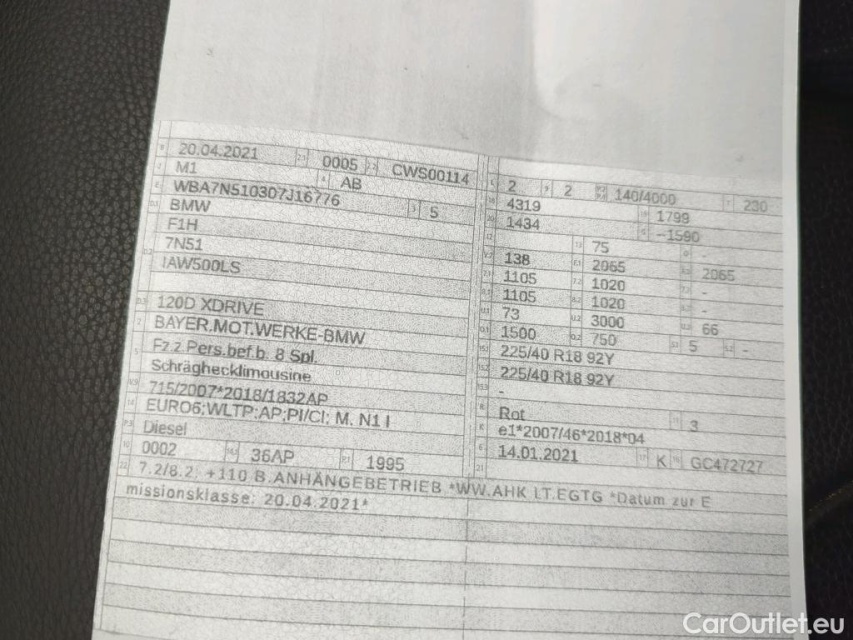 20.04.2021 0005 CWS00114
M1 AB
WBA7N510307J16776 5
BMW
F1H
7N51
IAW500LS
120D XDRIVE
BAYER.MOT.WERKE-BMW
Fz.z.Pers.bef.b. 8 Spl.
Schräghecklimousine
715/2007*2018/1832AP
EURO6;WLTP;AP;PI/CI; M, N1 I
Diesel
0002 36AP 1995
2 2 140/4000 230
4319 1799
1434 -1590
75 -
138 2065 2065
1105 1020 -
1105 1020 -
73 3000 66
1500 750 5 -
225/40 R18 92Y
225/40 R18 92Y
-
Rot 3
e1*2007/46*2018*04
14.01.2021 K GC472727
7.2/8.2: +110 B.ANHÄNGEBETRIEB *WW.AHK LT.EGTG *Datum zur E
missionsklasse: 20.04.2021*
CarOutlet.eu